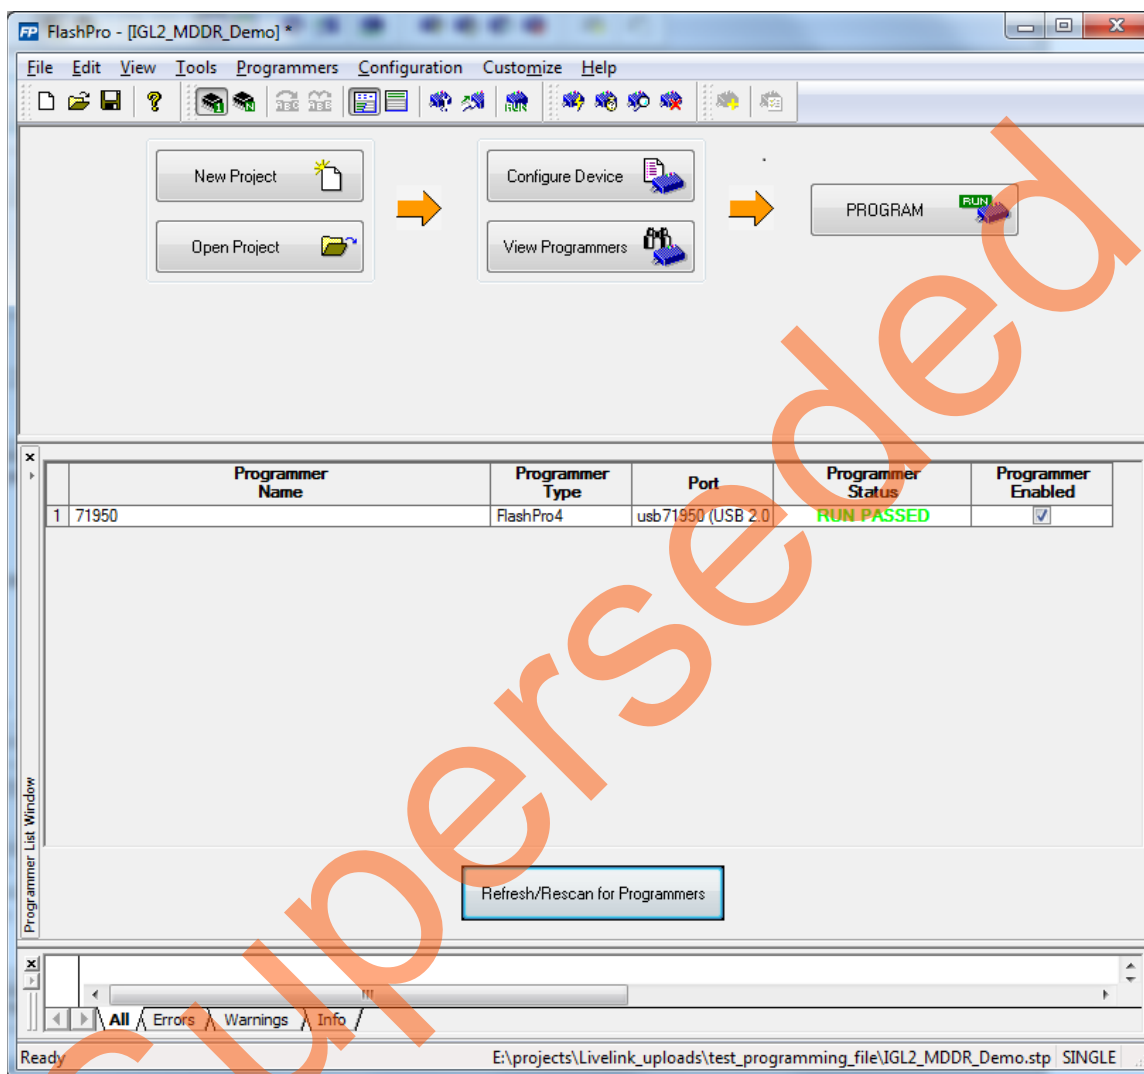 FP FlashPro - [IGL2_MDDR_Demo] *
File Edit View Tools Programmers Configuration Customize Help
New Project
Configure Device
PROGRAM
RUN
Open Project
View Programmers
Programmer Name
Programmer Type
Port
Programmer Status
Programmer Enabled
1 71950 FlashPro4 usb71950 (USB 2.0 RUN PASSED
Programmer List Window
Refresh/Rescan for Programmers
All Errors Warnings Info
Ready E:\projects\Livelink_uploads\test_programming_file\IGL2_MDDR_Demo.stp SINGLE
Superseded